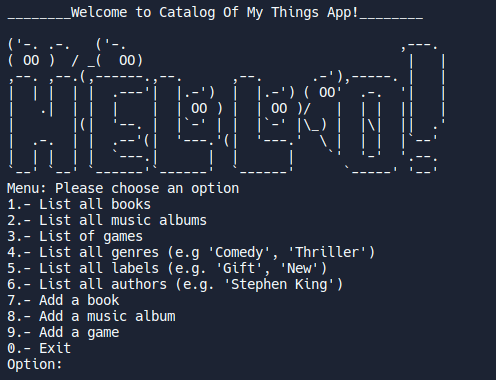 ________Welcome to Catalog Of My Things App!________
HELLO!
Menu: Please choose an option
1.- List all books
2.- List all music albums
3.- List of games
4.- List all genres (e.g 'Comedy', 'Thriller')
5.- List all labels (e.g. 'Gift', 'New')
6.- List all authors (e.g. 'Stephen King')
7.- Add a book
8.- Add a music album
9.- Add a game
0.- Exit
Option: